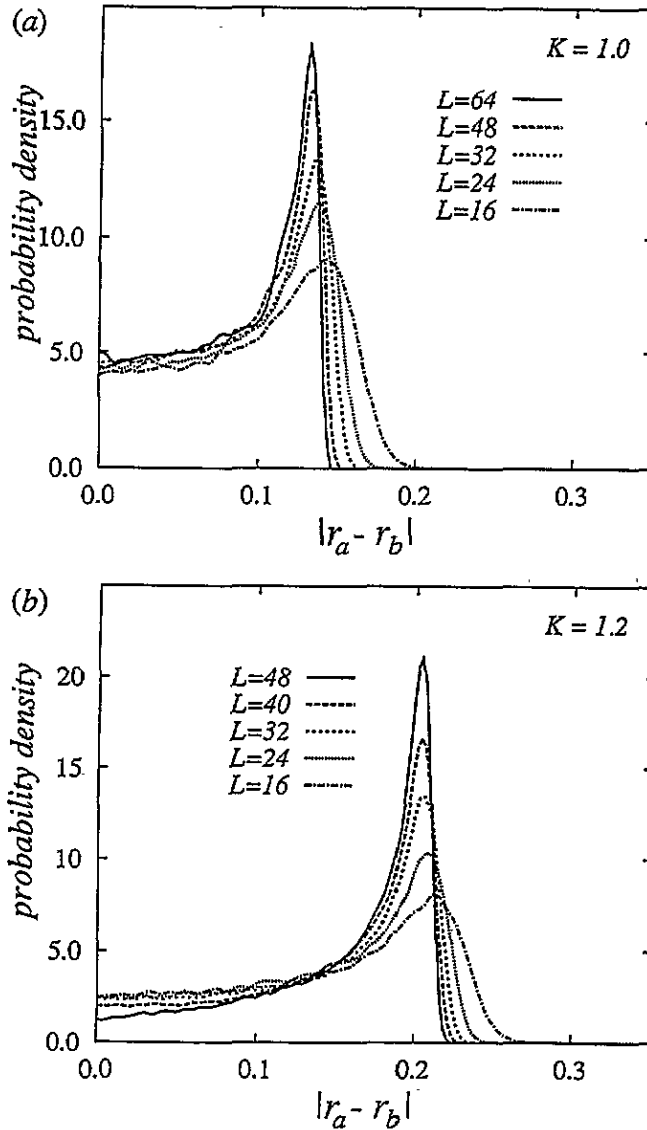 (a)
K = 1.0
probability density
15.0
10.0
5.0
0.0
L=64
L=48
L=32
L=24
L=16
0.0 0.1 0.2 0.3
|r_a - r_b|
(b)
K = 1.2
probability density
20
15
10
5.0
0.0
L=48
L=40
L=32
L=24
L=16
0.0 0.1 0.2 0.3
|r_a - r_b|